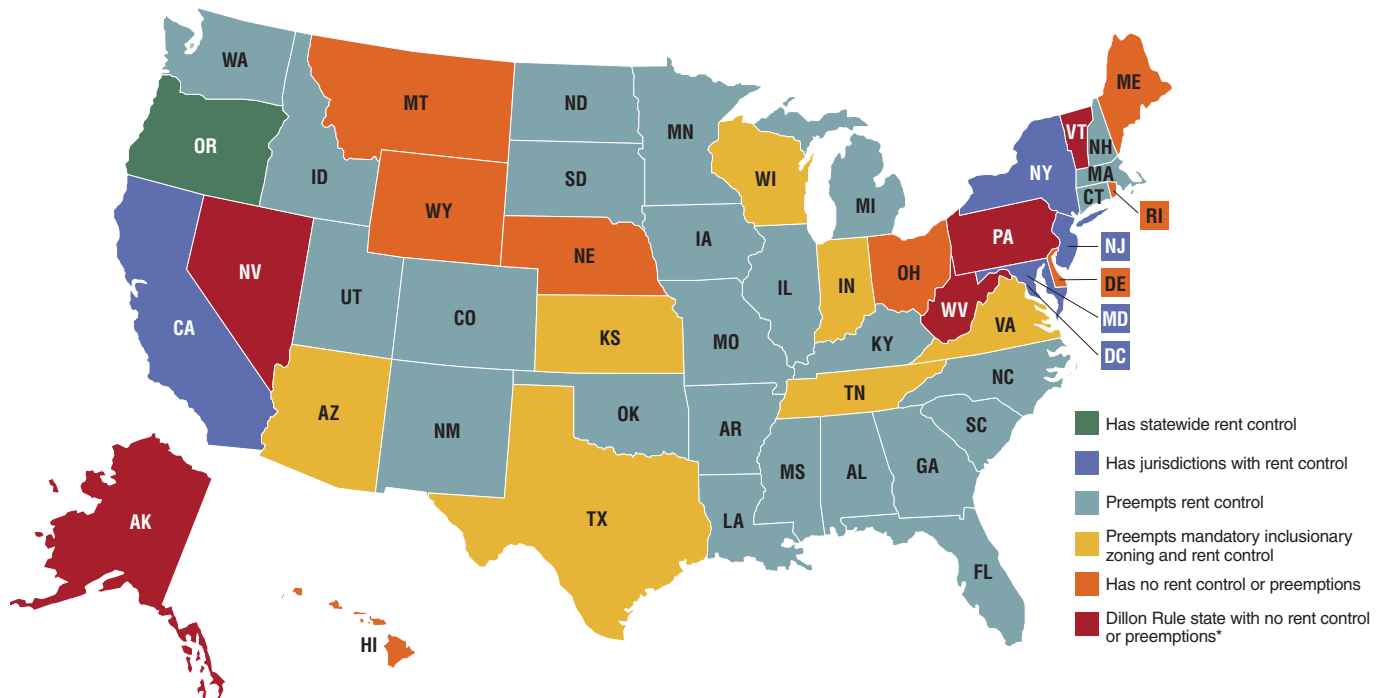 WA
MT
ND
MN
ME
OR
ID
SD
WI
VT
NH
NY
MA
MI
CT
WY
RI
IA
PA
NJ
NV
NE
OH
DE
UT
IL
IN
CA
CO
WV
MD
KS
MO
VA
KY
DC
NC
AZ
TN
OK
NM
AR
SC
MS
AL
GA
TX
LA
AK
FL
HI
Has statewide rent control
Has jurisdictions with rent control
Preempts rent control
Preempts mandatory inclusionary
zoning and rent control
Has no rent control or preemptions
Dillon Rule state with no rent control
or preemptions*